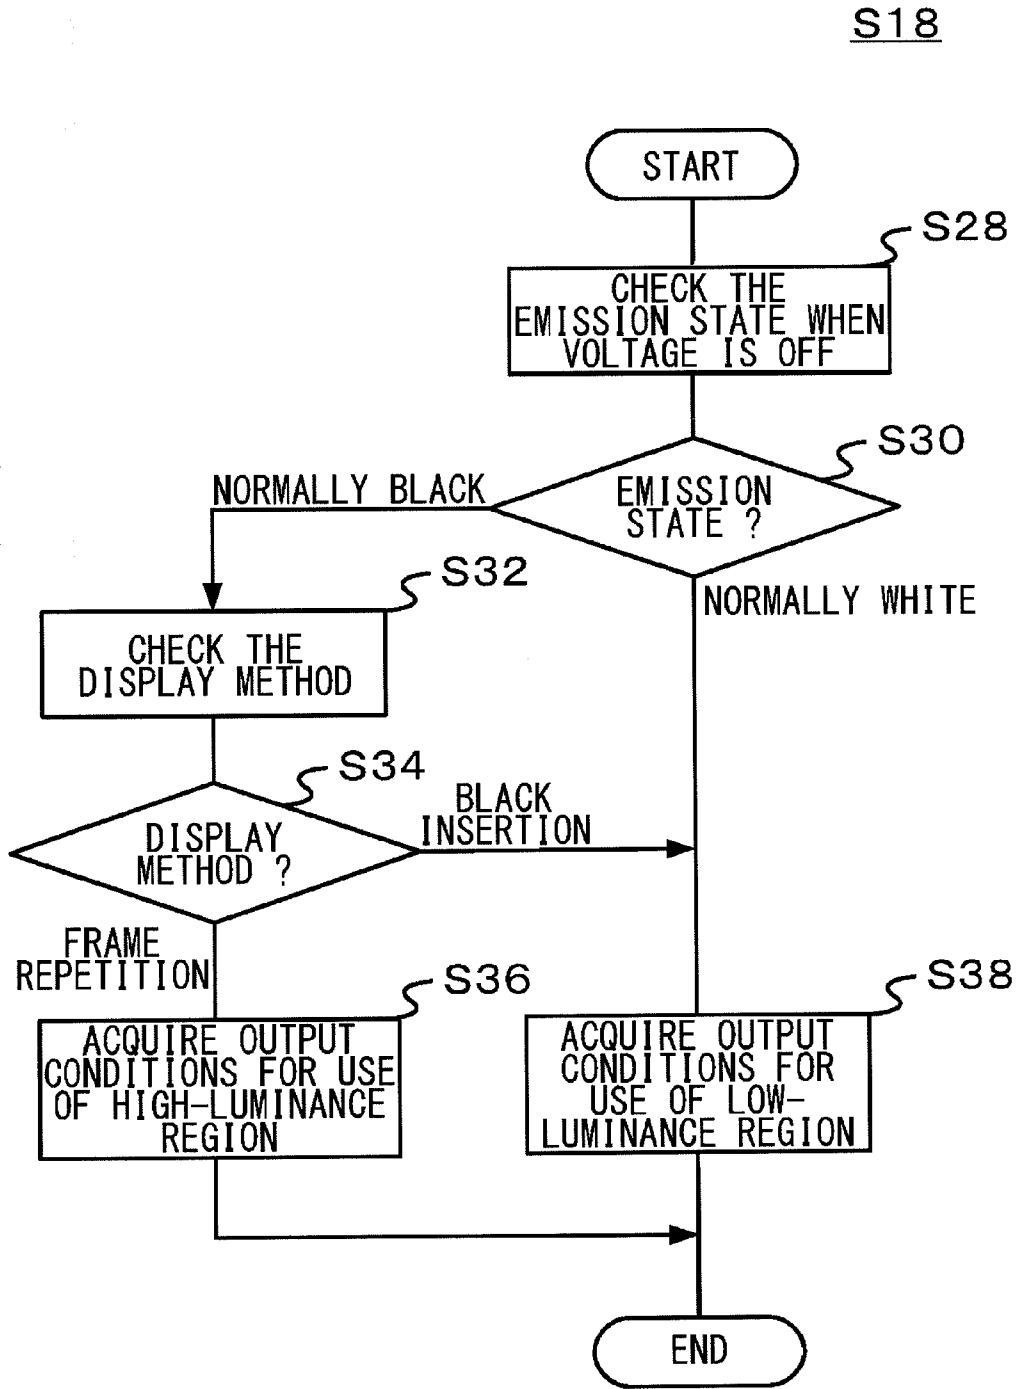 S18
START
S28
CHECK THE
EMISSION STATE WHEN
VOLTAGE IS OFF
S30
EMISSION
STATE ?
NORMALLY BLACK
NORMALLY WHITE
S32
CHECK THE
DISPLAY METHOD
S34
DISPLAY
METHOD ?
BLACK
INSERTION
FRAME
REPETITION
S36
ACQUIRE OUTPUT
CONDITIONS FOR USE
OF HIGH-LUMINANCE
REGION
S38
ACQUIRE OUTPUT
CONDITIONS FOR
USE OF LOW-
LUMINANCE REGION
END